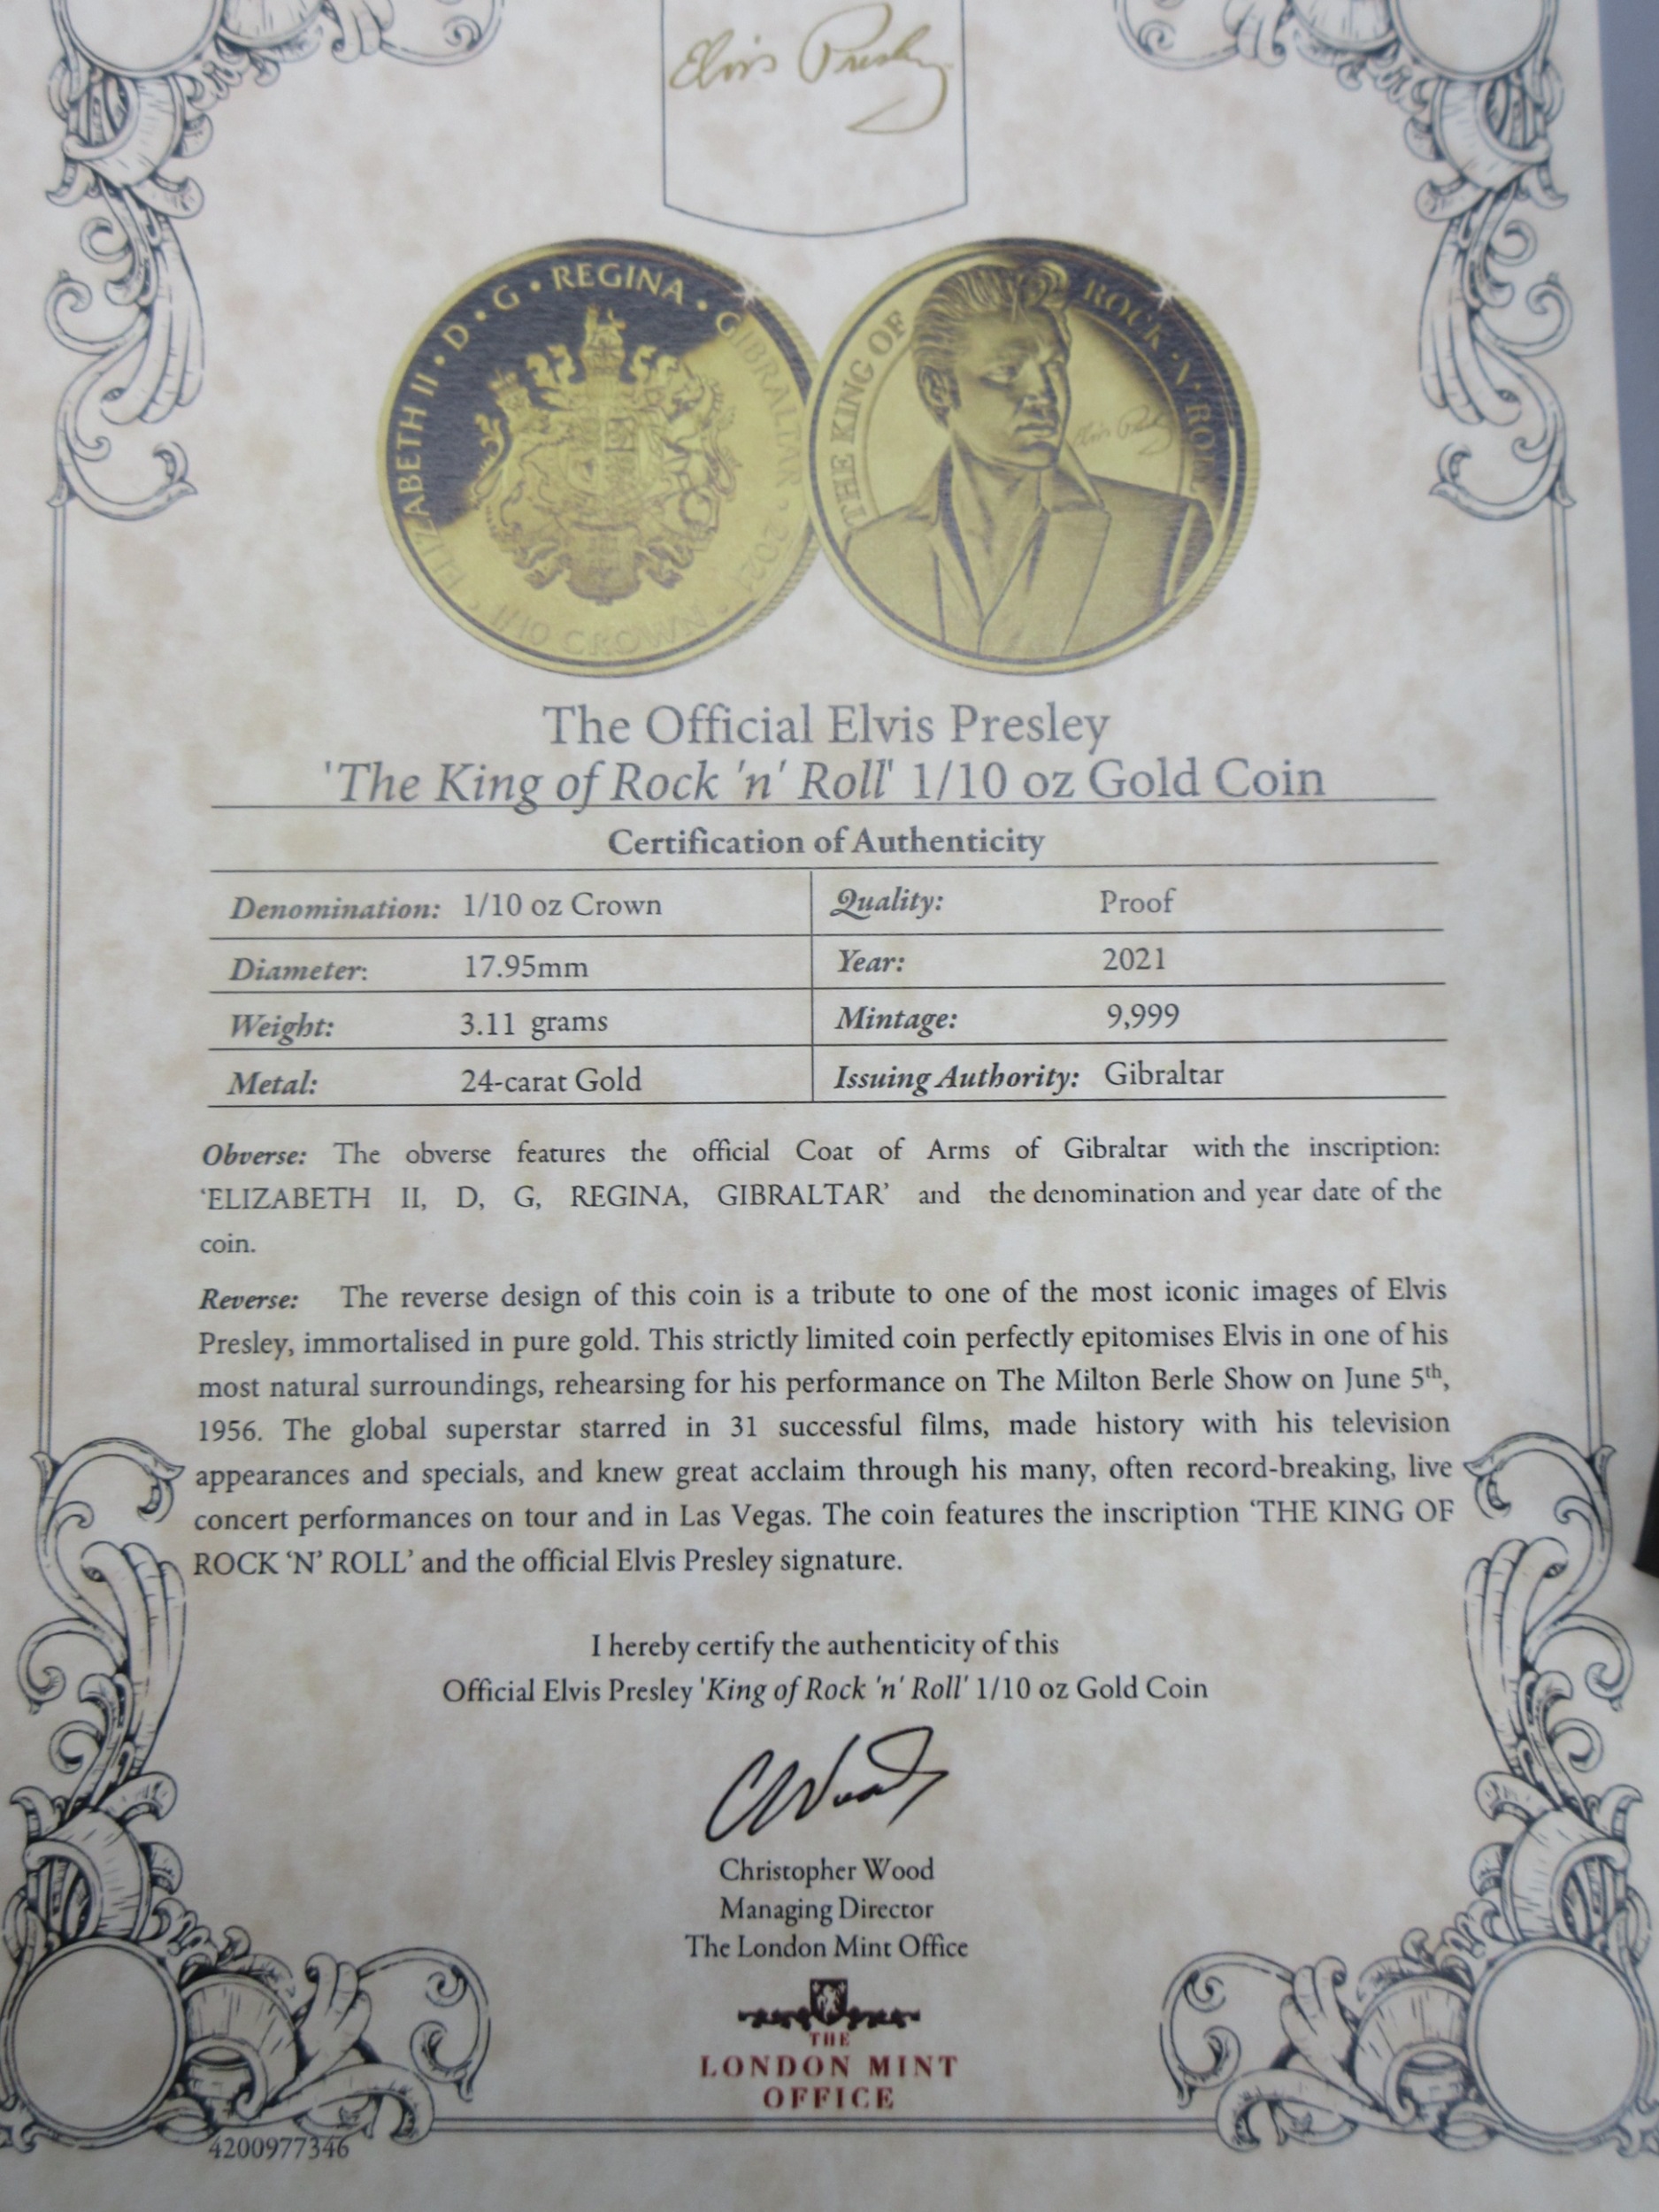 Elvis Presley
ELIZABETH II • D • G • REGINA • GIBRALTAR • 2021 • 1/10 CROWN •
THE KING OF ROCK 'N' ROLL
Elvis Presley
The Official Elvis Presley
'The King of Rock 'n' Roll' 1/10 oz Gold Coin
Certification of Authenticity
Denomination: 1/10 oz Crown Quality: Proof
Diameter: 17.95mm Year: 2021
Weight: 3.11 grams Mintage: 9,999
Metal: 24-carat Gold Issuing Authority: Gibraltar
Obverse: The obverse features the official Coat of Arms of Gibraltar with the inscription:
‘ELIZABETH II, D, G, REGINA, GIBRALTAR’ and the denomination and year date of the
coin.
Reverse: The reverse design of this coin is a tribute to one of the most iconic images of Elvis
Presley, immortalised in pure gold. This strictly limited coin perfectly epitomises Elvis in one of his
most natural surroundings, rehearsing for his performance on The Milton Berle Show on June 5th,
1956. The global superstar starred in 31 successful films, made history with his television
appearances and specials, and knew great acclaim through his many, often record-breaking, live
concert performances on tour and in Las Vegas. The coin features the inscription ‘THE KING OF
ROCK ‘N’ ROLL’ and the official Elvis Presley signature.
I hereby certify the authenticity of this
Official Elvis Presley 'King of Rock 'n' Roll' 1/10 oz Gold Coin
CWood
Christopher Wood
Managing Director
The London Mint Office
THE
LONDON MINT
OFFICE
4200977346